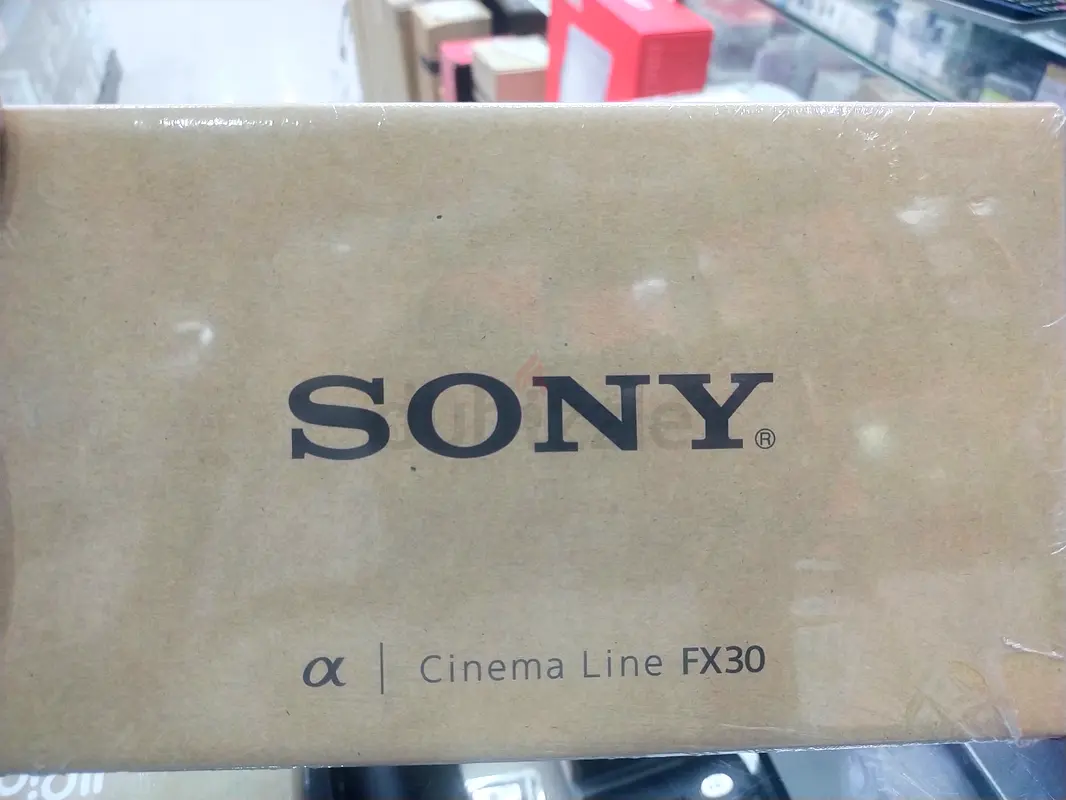 SONY®
α | Cinema Line FX30